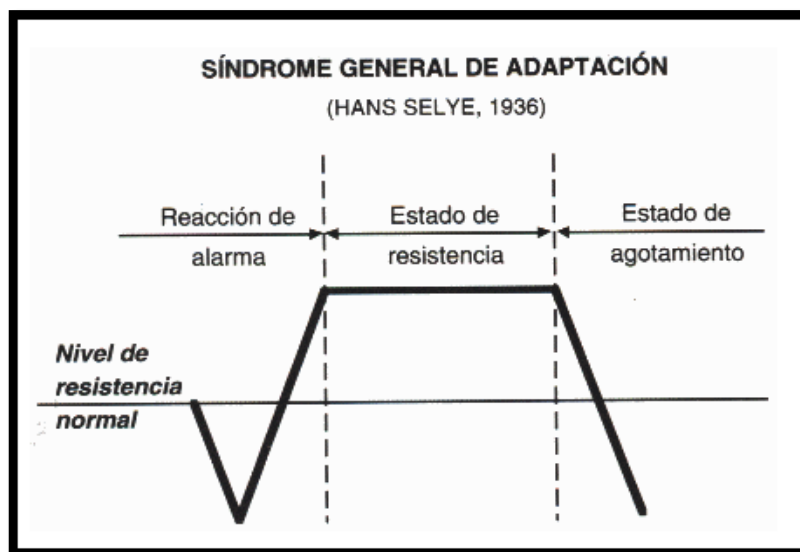 SÍNDROME GENERAL DE ADAPTACIÓN
(HANS SELYE, 1936)
Reacción de
alarma
Estado de
resistencia
Estado de
agotamiento
Nivel de
resistencia
normal